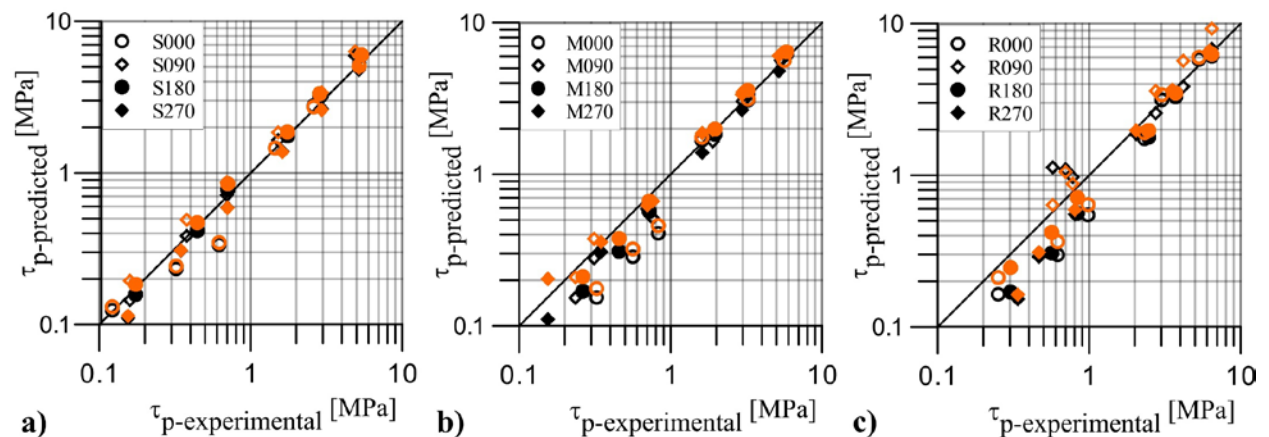 10
1
0.1
τp-predicted [MPa]
S000
S090
S180
S270
0.1
1
10
a)
τp-experimental [MPa]
10
1
0.1
τp-predicted [MPa]
M000
M090
M180
M270
0.1
1
10
b)
τp-experimental [MPa]
10
1
0.1
τp-predicted [MPa]
R000
R090
R180
R270
0.1
1
10
c)
τp-experimental [MPa]